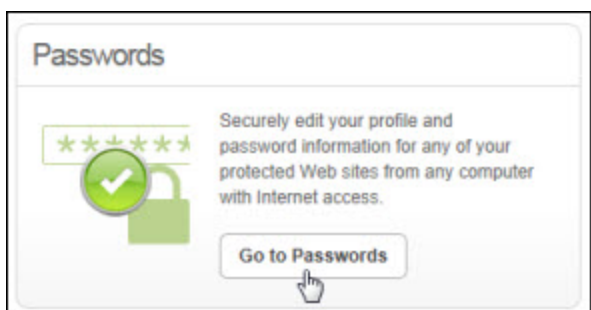 Passwords
******
Securely edit your profile and
password information for any of your
protected Web sites from any computer
with Internet access.
Go to Passwords